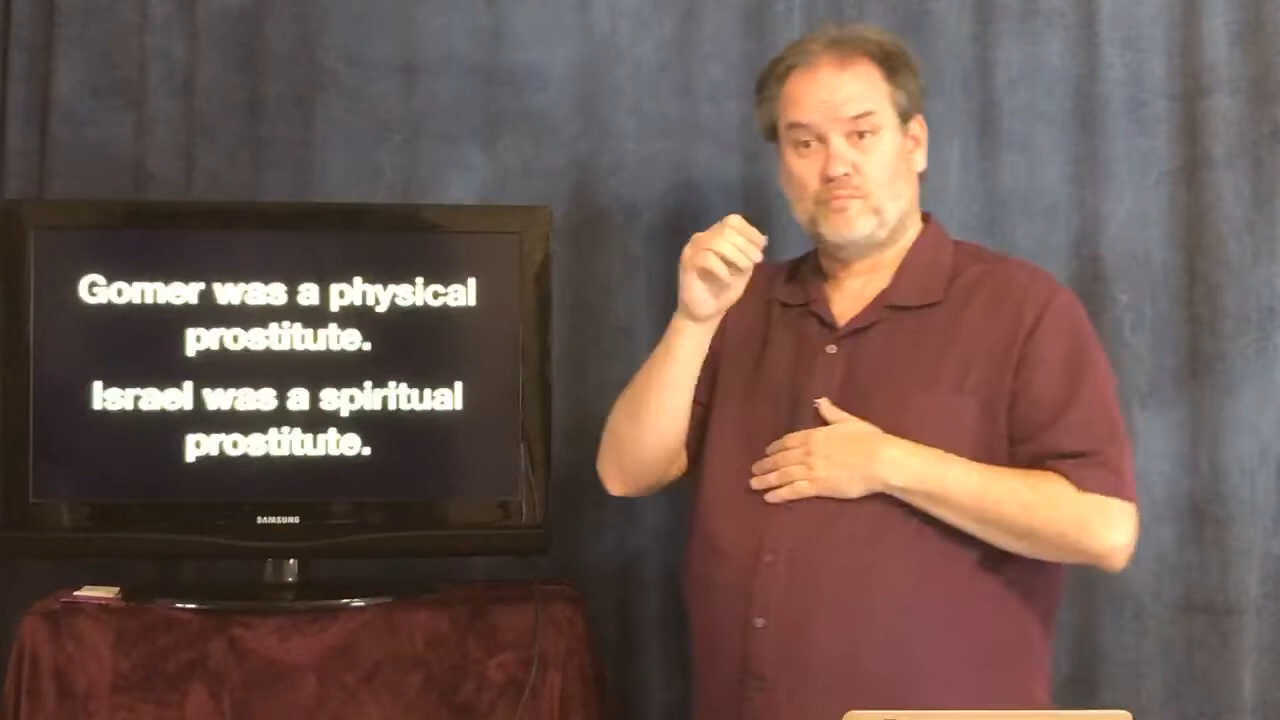 Gomer was a physical
prostitute.
Israel was a spiritual
prostitute.
SAMSUNG